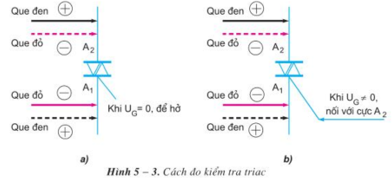 Que đen ⊕
Que đỏ ⊖ A2
A1
Que đỏ ⊖
Que đen ⊕
Khi UG= 0, để hở
a)
Que đen ⊕
Que đỏ ⊖ A2
A1
Que đỏ ⊖
Que đen ⊕
Khi UG ≠ 0,
nối với cực A2
b)
Hình 5 – 3. Cách đo kiểm tra triac